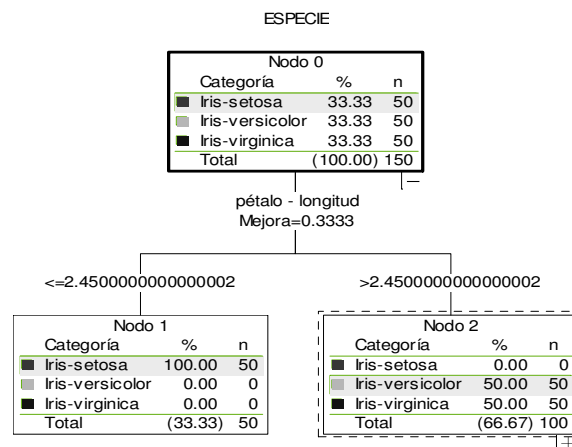 ESPECIE
Nodo 0
Categoría % n
Iris-setosa 33.33 50
Iris-versicolor 33.33 50
Iris-virginica 33.33 50
Total (100.00) 150
pétalo - longitud
Mejora=0.3333
<=2.45000000000000002
>2.45000000000000002
Nodo 1
Categoría % n
Iris-setosa 100.00 50
Iris-versicolor 0.00 0
Iris-virginica 0.00 0
Total (33.33) 50
Nodo 2
Categoría % n
Iris-setosa 0.00 0
Iris-versicolor 50.00 50
Iris-virginica 50.00 50
Total (66.67) 100